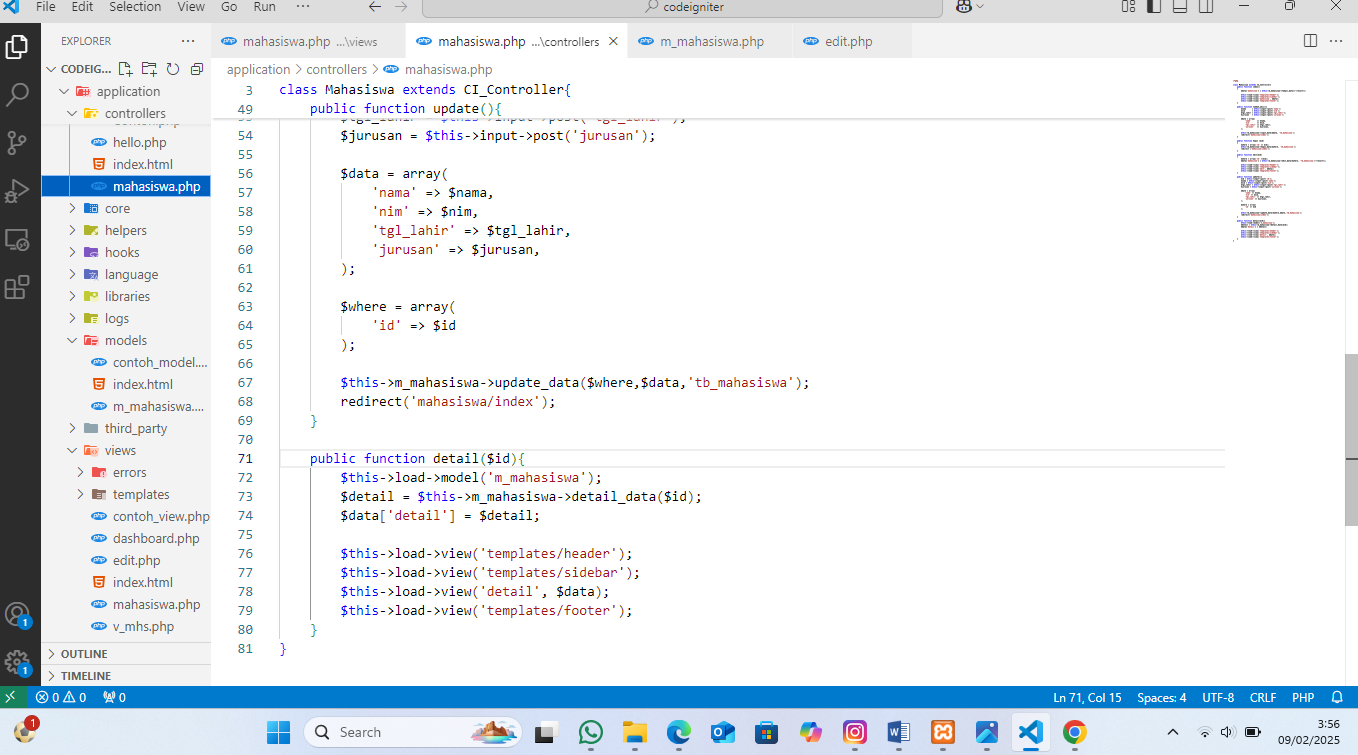 File Edit Selection View Go Run ··· codeigniter
EXPLORER ···
mahasiswa.php ...\views mahasiswa.php ...\controllers m_mahasiswa.php edit.php
CODEIG...
application
controllers
hello.php
index.html
mahasiswa.php
core
helpers
hooks
language
libraries
logs
models
contoh_model....
index.html
m_mahasiswa....
third_party
views
errors
templates
contoh_view.php
dashboard.php
edit.php
index.html
mahasiswa.php
v_mhs.php
OUTLINE
TIMELINE
application > controllers > mahasiswa.php
3 class Mahasiswa extends CI_Controller{
49 public function update(){
54 $jurusan = $this->input->post('jurusan');
55
56 $data = array(
57 'nama' => $nama,
58 'nim' => $nim,
59 'tgl_lahir' => $tgl_lahir,
60 'jurusan' => $jurusan,
61 );
62
63 $where = array(
64 'id' => $id
65 );
66
67 $this->m_mahasiswa->update_data($where,$data,'tb_mahasiswa');
68 redirect('mahasiswa/index');
69 }
70
71 public function detail($id){
72 $this->load->model('m_mahasiswa');
73 $detail = $this->m_mahasiswa->detail_data($id);
74 $data['detail'] = $detail;
75
76 $this->load->view('templates/header');
77 $this->load->view('templates/sidebar');
78 $this->load->view('detail', $data);
79 $this->load->view('templates/footer');
80 }
81 }
1
1
0 0 0 Ln 71, Col 15 Spaces: 4 UTF-8 CRLF PHP
1 Search 3:56
09/02/2025